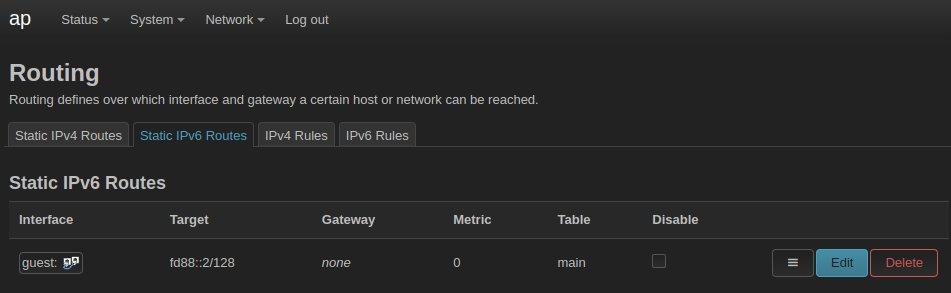 ap Status System Network Log out
Routing
Routing defines over which interface and gateway a certain host or network can be reached.
Static IPv4 Routes Static IPv6 Routes IPv4 Rules IPv6 Rules
Static IPv6 Routes
Interface Target Gateway Metric Table Disable
guest: fd88::2/128 none 0 main Edit Delete